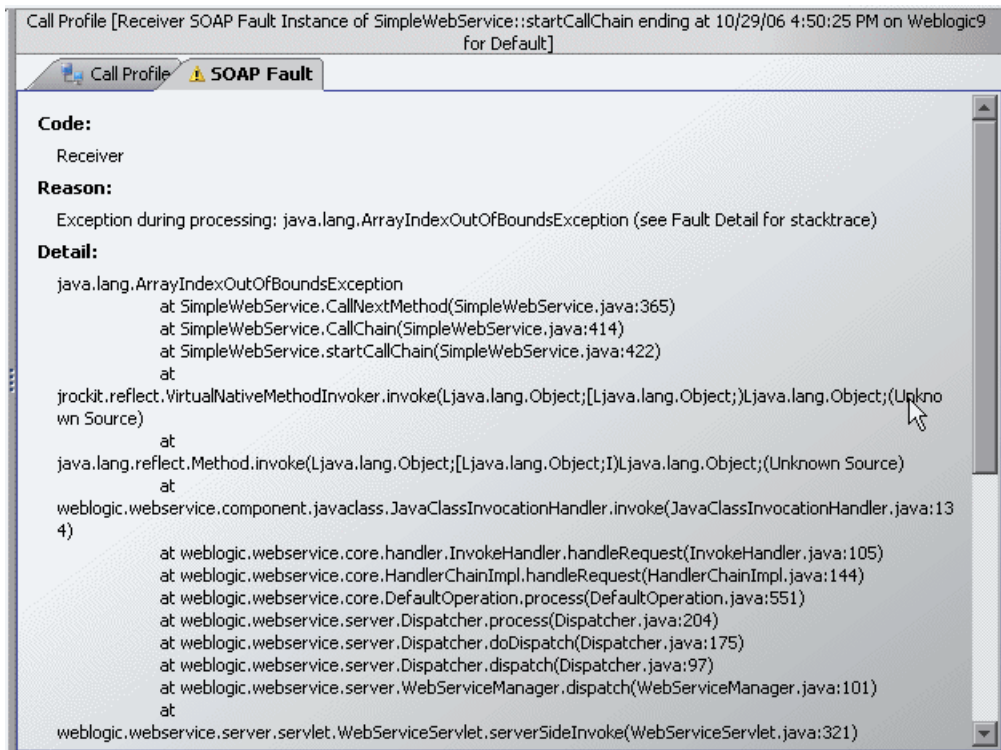 Call Profile [Receiver SOAP Fault Instance of SimpleWebService::startCallChain ending at 10/29/06 4:50:25 PM on Weblogic9
for Default]
Call Profile
SOAP Fault
Code:
Receiver
Reason:
Exception during processing: java.lang.ArrayIndexOutOfBoundsException (see Fault Detail for stacktrace)
Detail:
java.lang.ArrayIndexOutOfBoundsException
at SimpleWebService.CallNextMethod(SimpleWebService.java:365)
at SimpleWebService.CallChain(SimpleWebService.java:414)
at SimpleWebService.startCallChain(SimpleWebService.java:422)
at
jrockit.reflect.VirtualNativeMethodInvoker.invoke(Ljava.lang.Object;[Ljava.lang.Object;)Ljava.lang.Object;(Unkno
wn Source)
at
java.lang.reflect.Method.invoke(Ljava.lang.Object;[Ljava.lang.Object;I)Ljava.lang.Object;(Unknown Source)
at
weblogic.webservice.component.javaclass.JavaClassInvocationHandler.invoke(JavaClassInvocationHandler.java:13
4)
at weblogic.webservice.core.handler.InvokeHandler.handleRequest(InvokeHandler.java:105)
at weblogic.webservice.core.HandlerChainImpl.handleRequest(HandlerChainImpl.java:144)
at weblogic.webservice.core.DefaultOperation.process(DefaultOperation.java:551)
at weblogic.webservice.server.Dispatcher.process(Dispatcher.java:204)
at weblogic.webservice.server.Dispatcher.doDispatch(Dispatcher.java:175)
at weblogic.webservice.server.Dispatcher.dispatch(Dispatcher.java:97)
at weblogic.webservice.server.WebServiceManager.dispatch(WebServiceManager.java:101)
at
weblogic.webservice.server.servlet.WebServiceServlet.serverSideInvoke(WebServiceServlet.java:321)